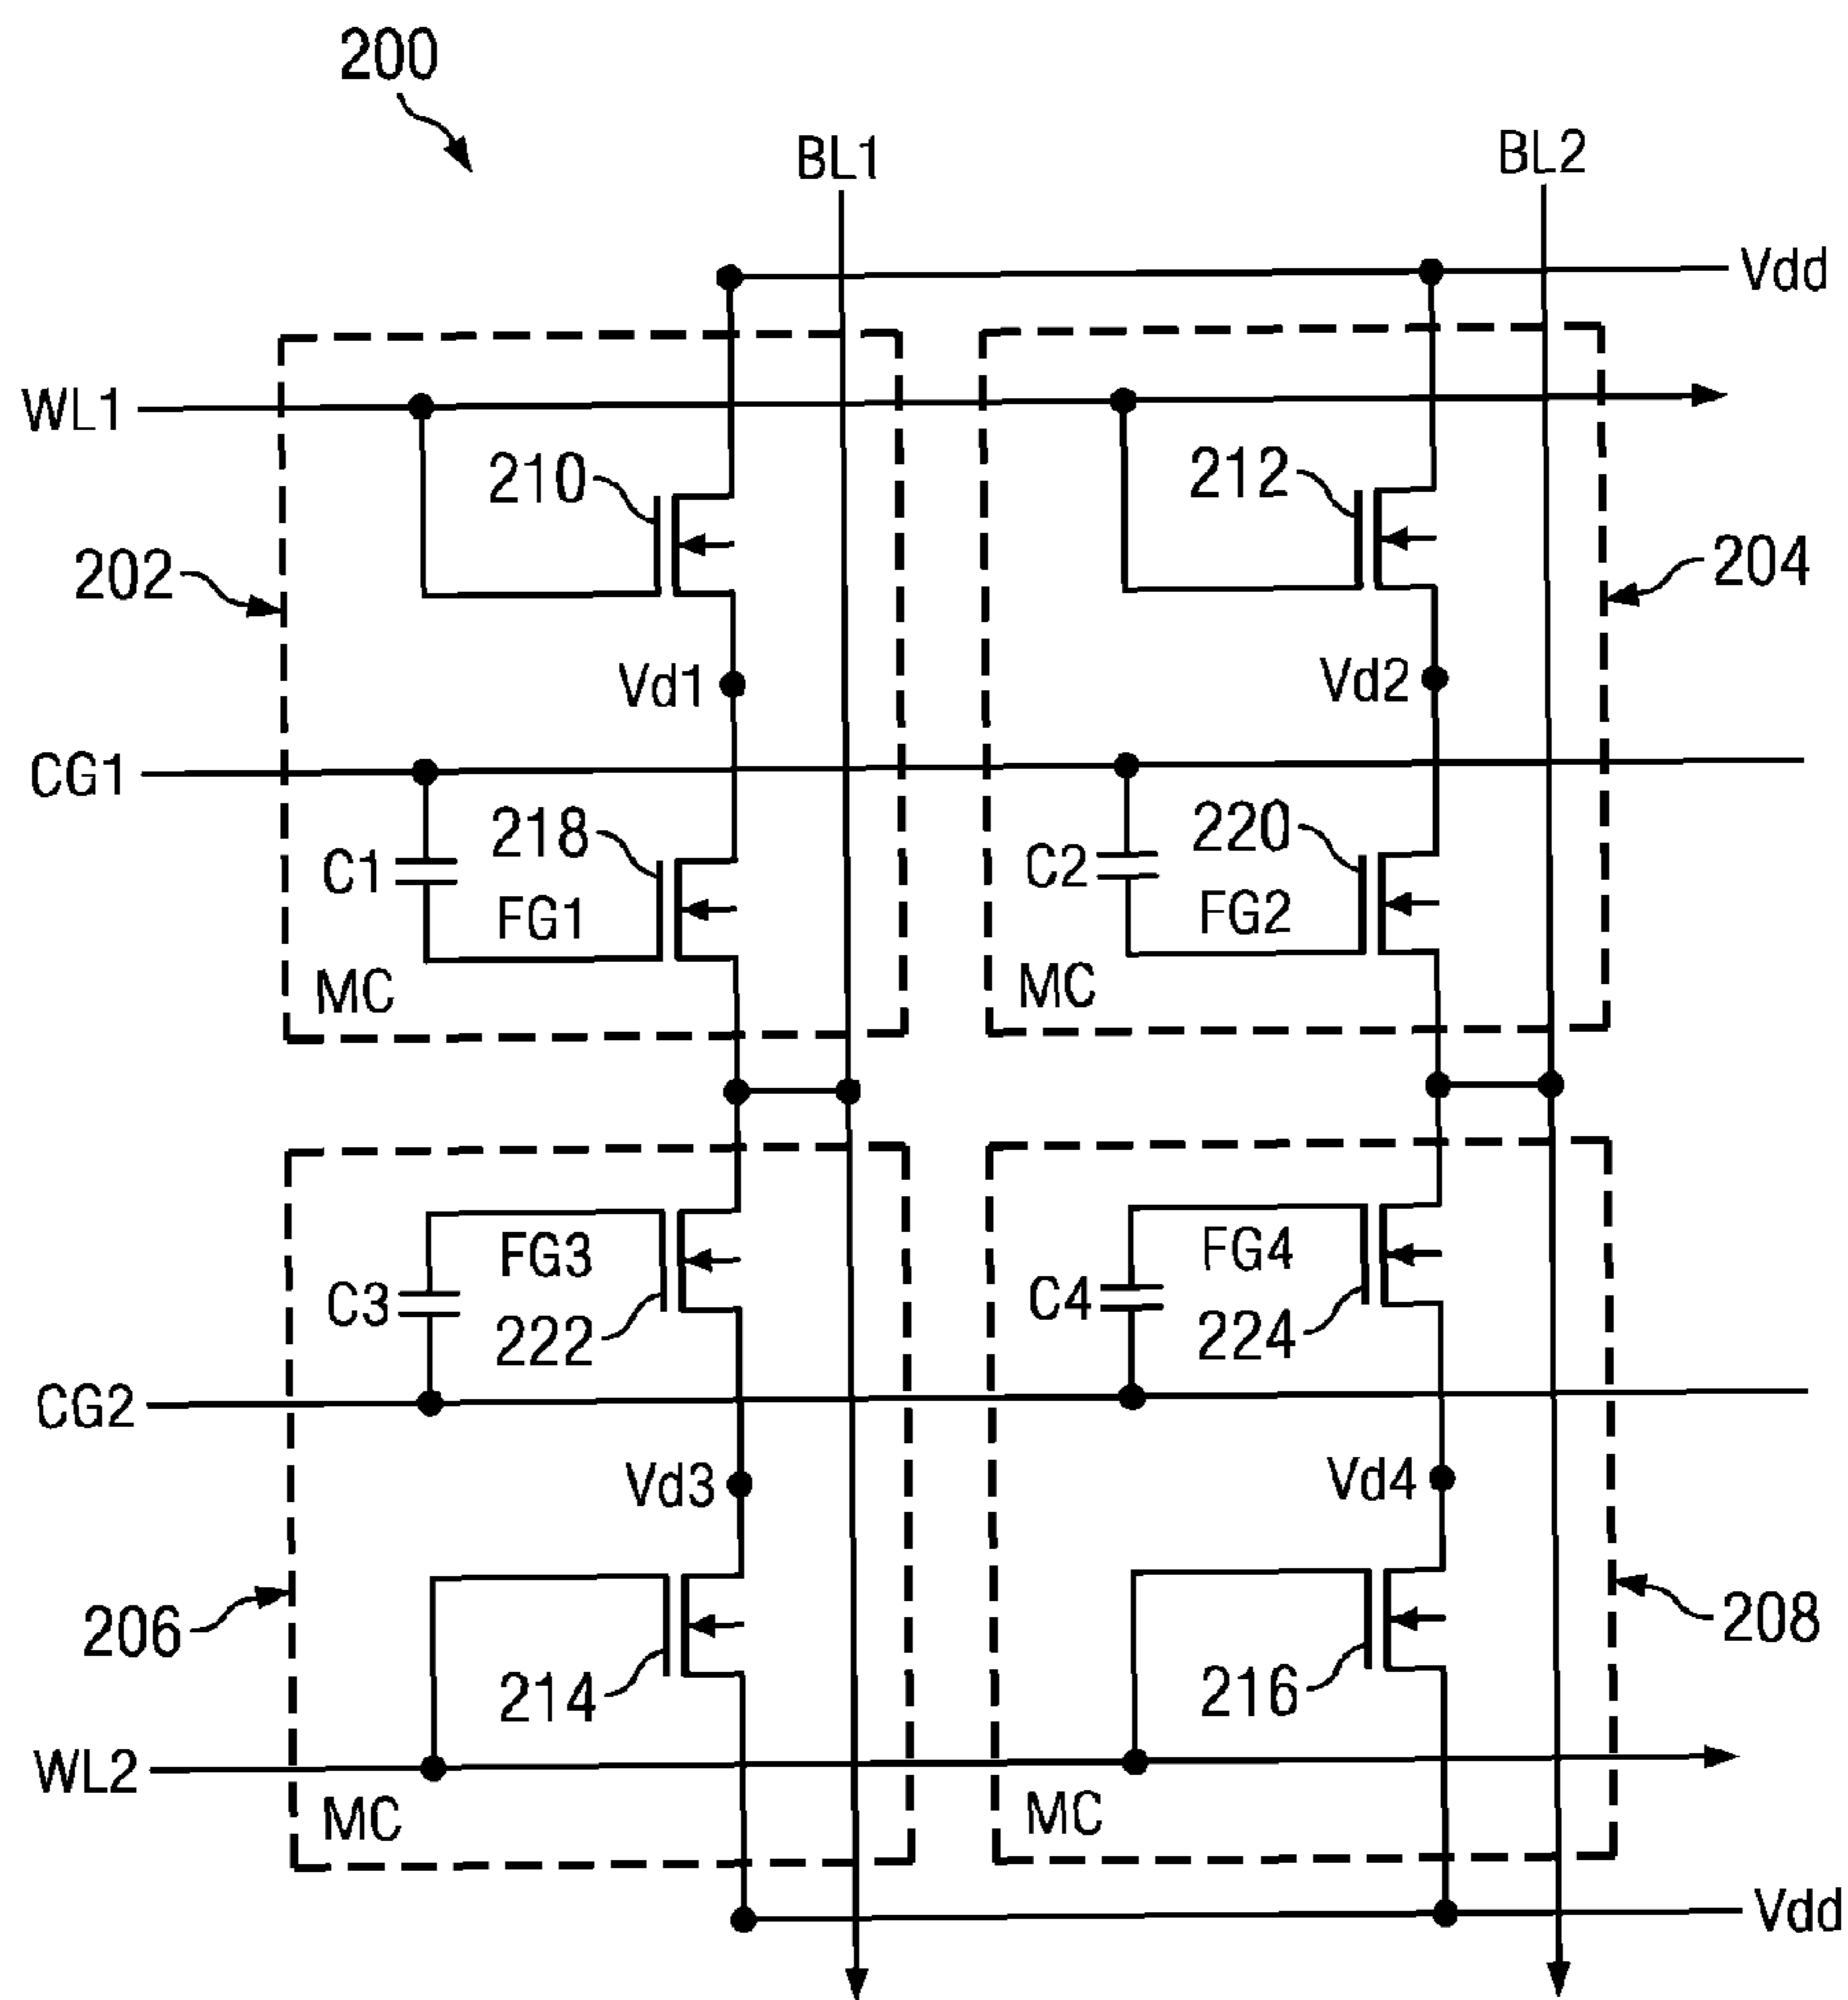 200
BL1
BL2
Vdd
WL1
210
212
202
204
Vd1
Vd2
CG1
218
220
C1
C2
FG1
FG2
MC
MC
FG3
FG4
C3
C4
222
224
CG2
Vd3
Vd4
206
208
214
216
WL2
MC
MC
Vdd